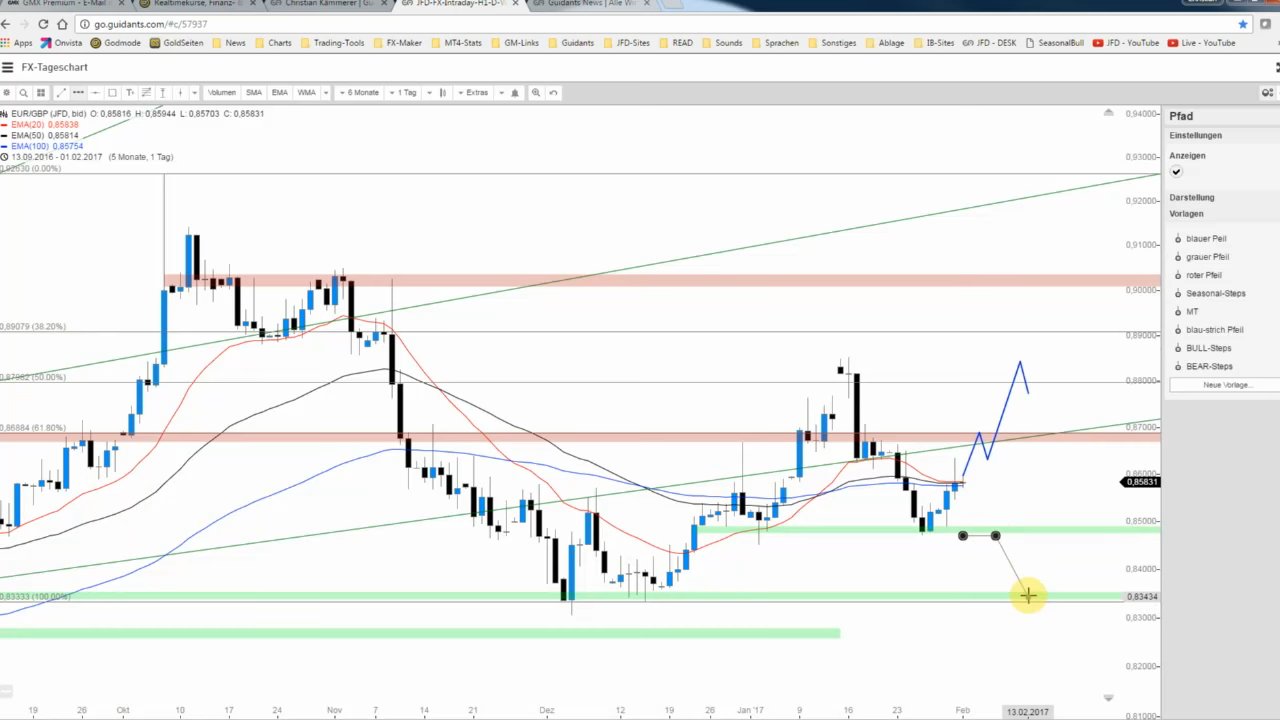 GMX Premium - E-Mail
Realtimekurse, Finanz-
Christian Kämmerer | Gu
JFD-FX-Intraday-H1-D-W
Guidants News | Alle We
go.guidants.com/#c/57937
Apps Onvista Godmode GoldSeiten News Charts Trading-Tools FXMaker MT4-Stats GM-Links Guidants JFD-Sites READ Sounds Sprachen Sonstiges Ablage IB-Sites JFD - DESK SeasonalBull JFD - YouTube Live - YouTube
FX-Tageschart
Volumen SMA EMA WMA 6 Monate 1 Tag Extras
EUR/GBP (JFD, bid) O: 0,85816 H: 0,85944 L: 0,85703 C: 0,85831
EMA(20) 0,85838
EMA(50) 0,85814
EMA(100) 0,85754
13.09.2016 - 01.02.2017 (5 Monate, 1 Tag)
0,92630 (0.00%)
0,89079 (38.20%)
0,87982 (50.00%)
0,86884 (61.80%)
0,83333 (100.00%)
0,94000
0,93000
0,92000
0,91000
0,90000
0,89000
0,88000
0,87000
0,86000
0,85831
0,85000
0,84000
0,83434
0,83000
0,82000
0,81000
19 26 Okt 10 17 24 Nov 7 14 21 Dez 12 19 26 Jan '17 9 16 23 Feb 13.02.2017
Pfad
Einstellungen
Anzeigen
Darstellung
Vorlagen
blauer Peil
grauer Pfeil
roter Pfeil
Seasonal-Steps
MT
blau-strich Pfeil
BULL-Steps
BEAR-Steps
Neue Vorlage...